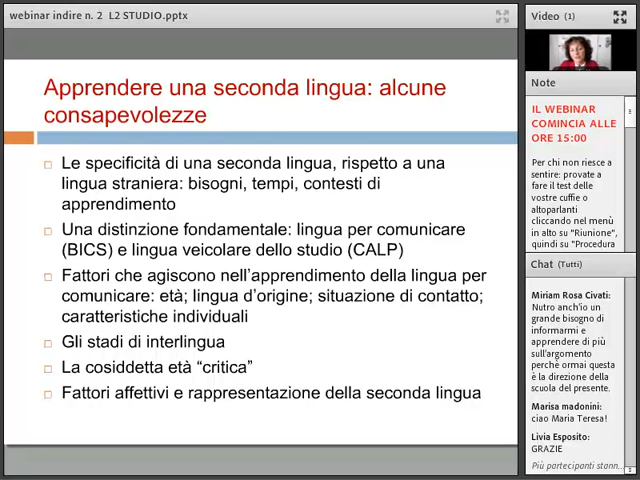 webinar indire n. 2  L2 STUDIO.pptx
Apprendere una seconda lingua: alcune
consapevolezze
Le specificità di una seconda lingua, rispetto a una
lingua straniera: bisogni, tempi, contesti di
apprendimento
Una distinzione fondamentale: lingua per comunicare
(BICS) e lingua veicolare dello studio (CALP)
Fattori che agiscono nell’apprendimento della lingua per
comunicare: età; lingua d’origine; situazione di contatto;
caratteristiche individuali
Gli stadi di interlingua
La cosiddetta età “critica”
Fattori affettivi e rappresentazione della seconda lingua
Video (1)
Note
IL WEBINAR
COMINCIA ALLE
ORE 15:00
Per chi non riesce a
sentire: provate a
fare il test delle
vostre cuffie o
altoparlanti
cliccando nel menù
in alto su "Riunione",
quindi su "Procedura
Chat (Tutti)
Miriam Rosa Civati:
Nutro anch'io un
grande bisogno di
informarmi e
apprendere di più
sull'argomento
perchè ormai questa
è la direzione della
scuola del presente.
Marisa madonini:
ciao Maria Teresa!
Livia Esposito:
GRAZIE
Più partecipanti stann...